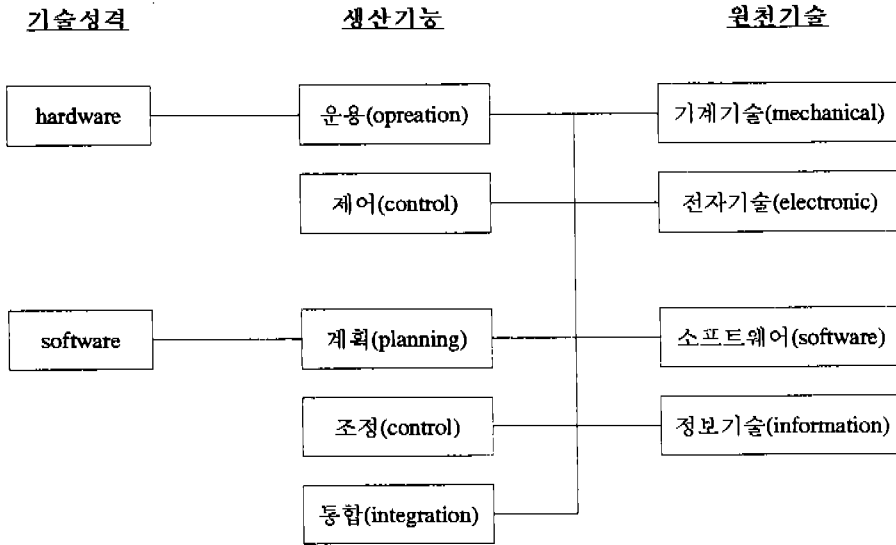 기술성격 생산기능 원천기술
hardware 운용(opreation) 기계기술(mechanical)
제어(control) 전자기술(electronic)
software 계획(planning) 소프트웨어(software)
조정(control) 정보기술(information)
통합(integration)